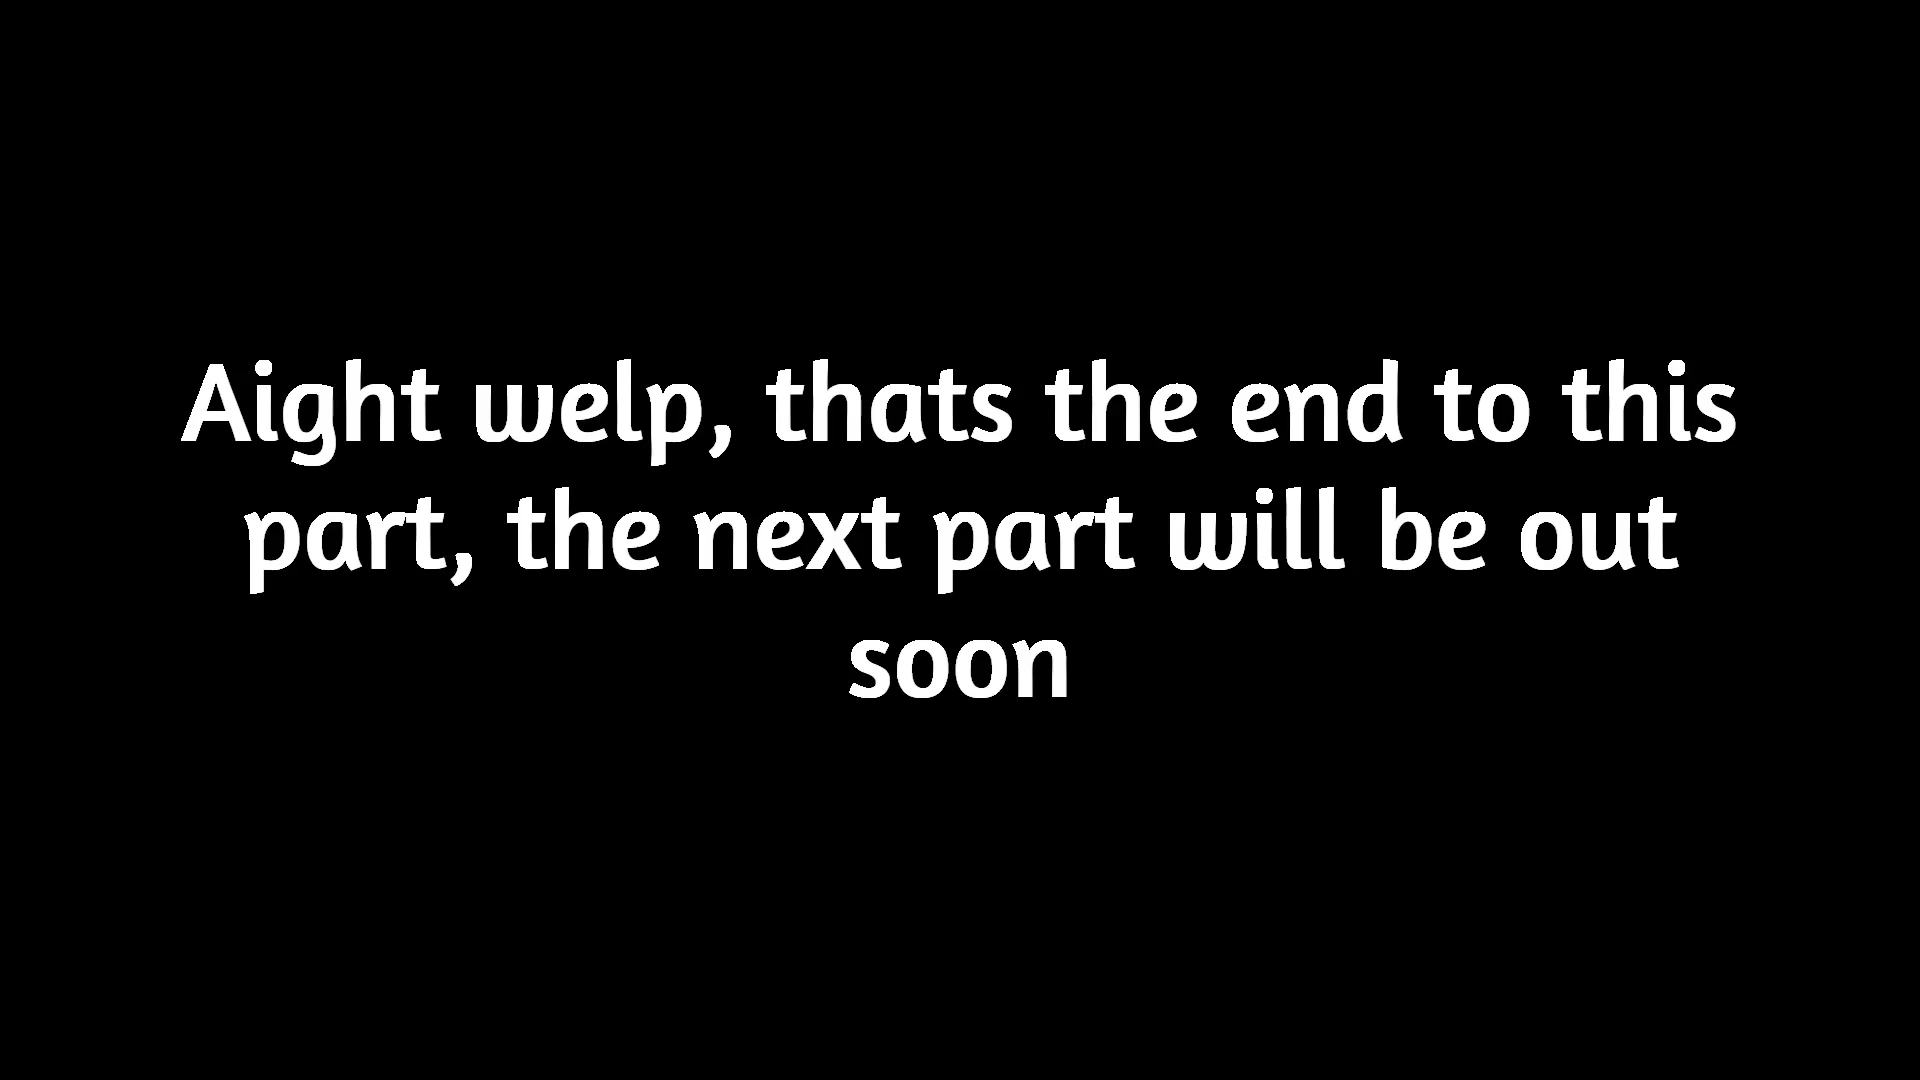 Aight welp, thats the end to this
part, the next part will be out
soon